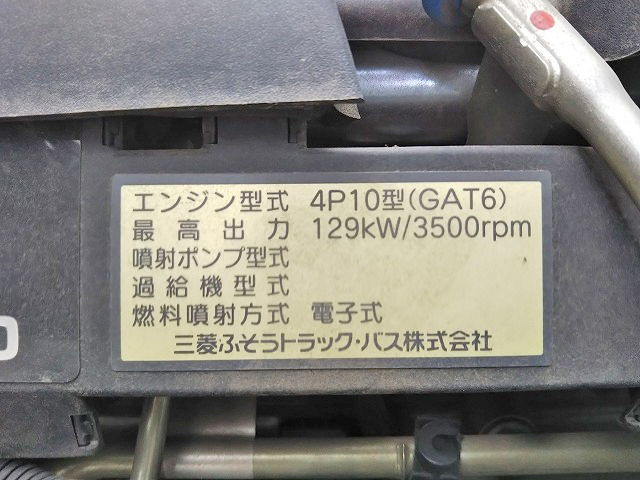 エンジン型式 4P10型(GAT6)
最高出力 129kW/3500rpm
噴射ポンプ型式
過給機型式
燃料噴射方式 電子式
三菱ふそうトラック・バス株式会社